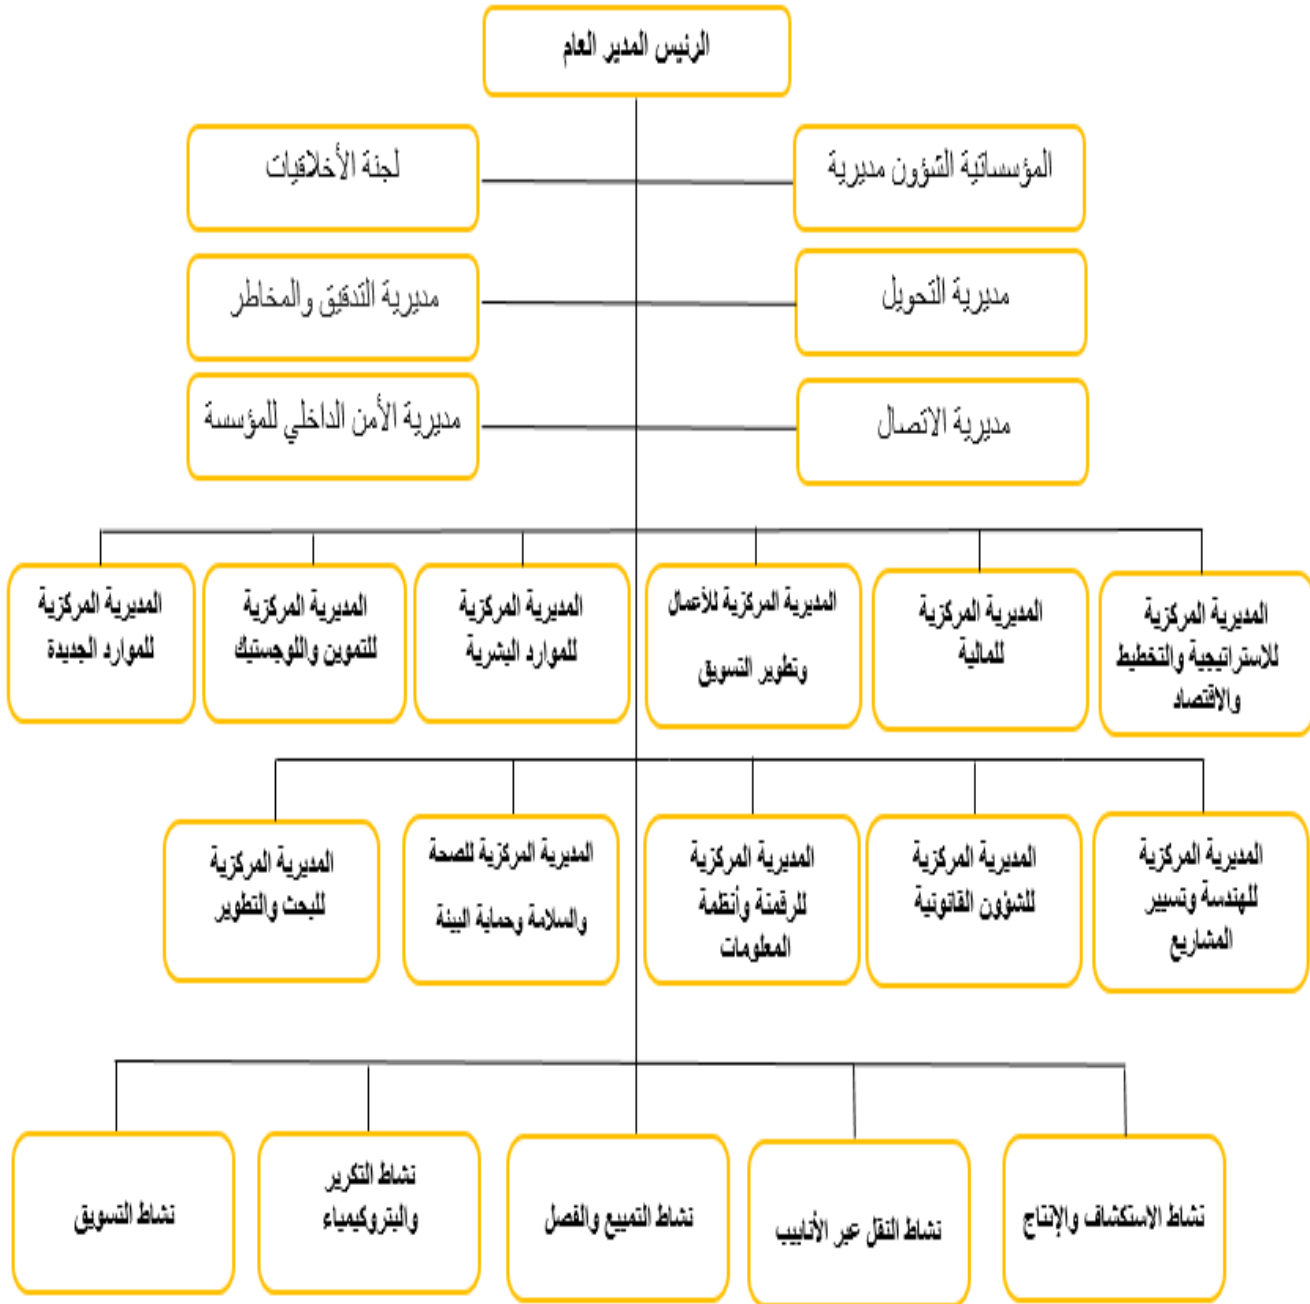 الرئيس المدير العام
المؤسساتية الشؤون مديرية
لجنة الأخلاقيات
مديرية التحويل
مديرية التدقيق والمخاطر
مديرية الاتصال
مديرية الأمن الداخلي للمؤسسة
المديرية المركزية
للاستراتيجية والتخطيط
والاقتصاد
المديرية المركزية
للمالية
المديرية المركزية للأعمال
وتطوير التسويق
المديرية المركزية
للموارد البشرية
المديرية المركزية
للتموين واللوجستيك
المديرية المركزية
للموارد الجديدة
المديرية المركزية
للهندسة وتسيير
المشاريع
المديرية المركزية
للشؤون القانونية
المديرية المركزية
للرقمنة وأنظمة
المعلومات
المديرية المركزية للصحة
والسلامة وحماية البيئة
المديرية المركزية
للبحث والتطوير
نشاط الاستكشاف والإنتاج
نشاط النقل عبر الأنابيب
نشاط التمييع والفصل
نشاط التكرير
والبتروكيمياء
نشاط التسويق